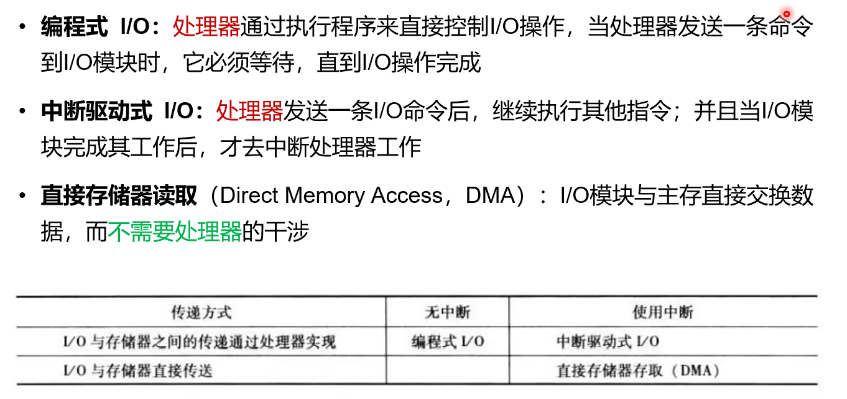 • 编程式 I/O：处理器通过执行程序来直接控制I/O操作，当处理器发送一条命令
到I/O模块时，它必须等待，直到I/O操作完成
• 中断驱动式 I/O：处理器发送一条I/O命令后，继续执行其他指令；并且当I/O模
块完成其工作后，才去中断处理器工作
• 直接存储器读取（Direct Memory Access，DMA）：I/O模块与主存直接交换数
据，而不需要处理器的干涉
传递方式 无中断 使用中断
I/O 与存储器之间的传递通过处理器实现 编程式 I/O 中断驱动式 I/O
I/O 与存储器直接传送 直接存储器存取（DMA）